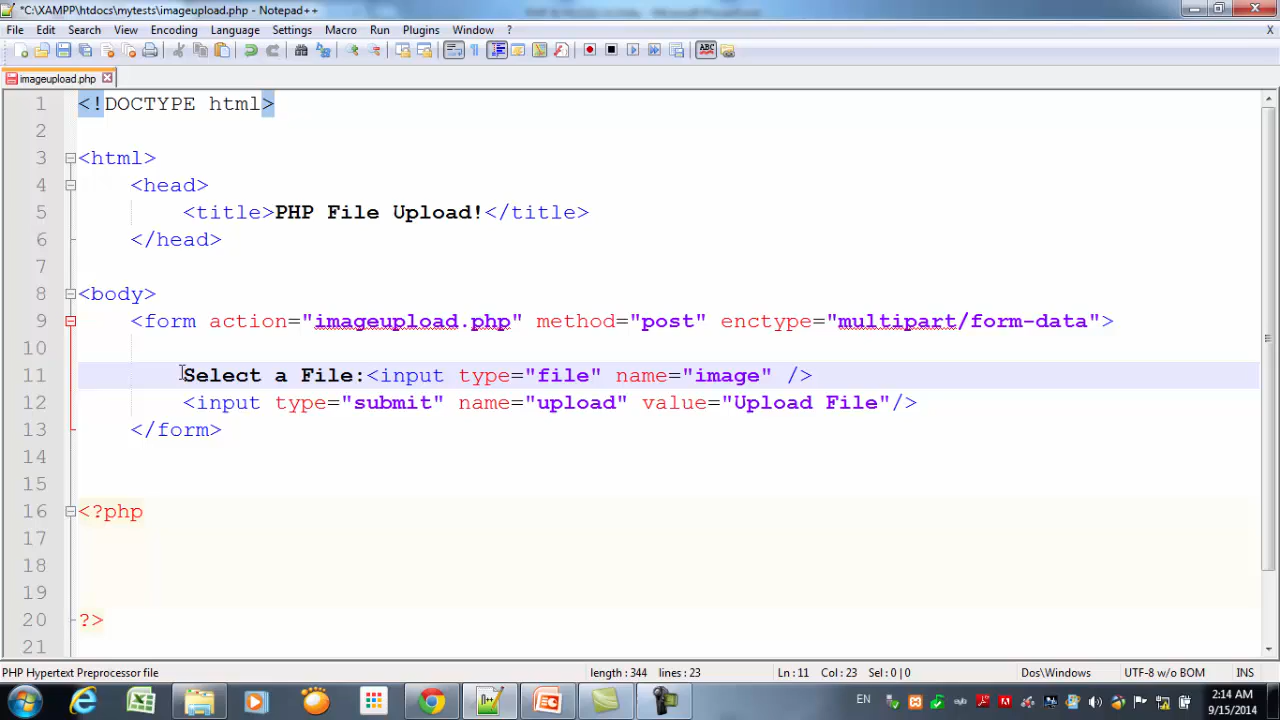 *C:\XAMPP\htdocs\mytests\imageupload.php - Notepad++
File Edit Search View Encoding Language Settings Macro Run Plugins Window ? X
imageupload.php
1 <!DOCTYPE html>
2
3 <html>
4 <head>
5 <title>PHP File Upload!</title>
6 </head>
7
8 <body>
9 <form action="imageupload.php" method="post" enctype="multipart/form-data">
10
11 Select a File:<input type="file" name="image" />
12 <input type="submit" name="upload" value="Upload File"/>
13 </form>
14
15
16 <?php
17
18
19
20 ?>
21
PHP Hypertext Preprocessor file length : 344 lines : 23 Ln : 11 Col : 23 Sel : 0 | 0 Dos\Windows UTF-8 w/o BOM INS
EN 2:14 AM
9/15/2014